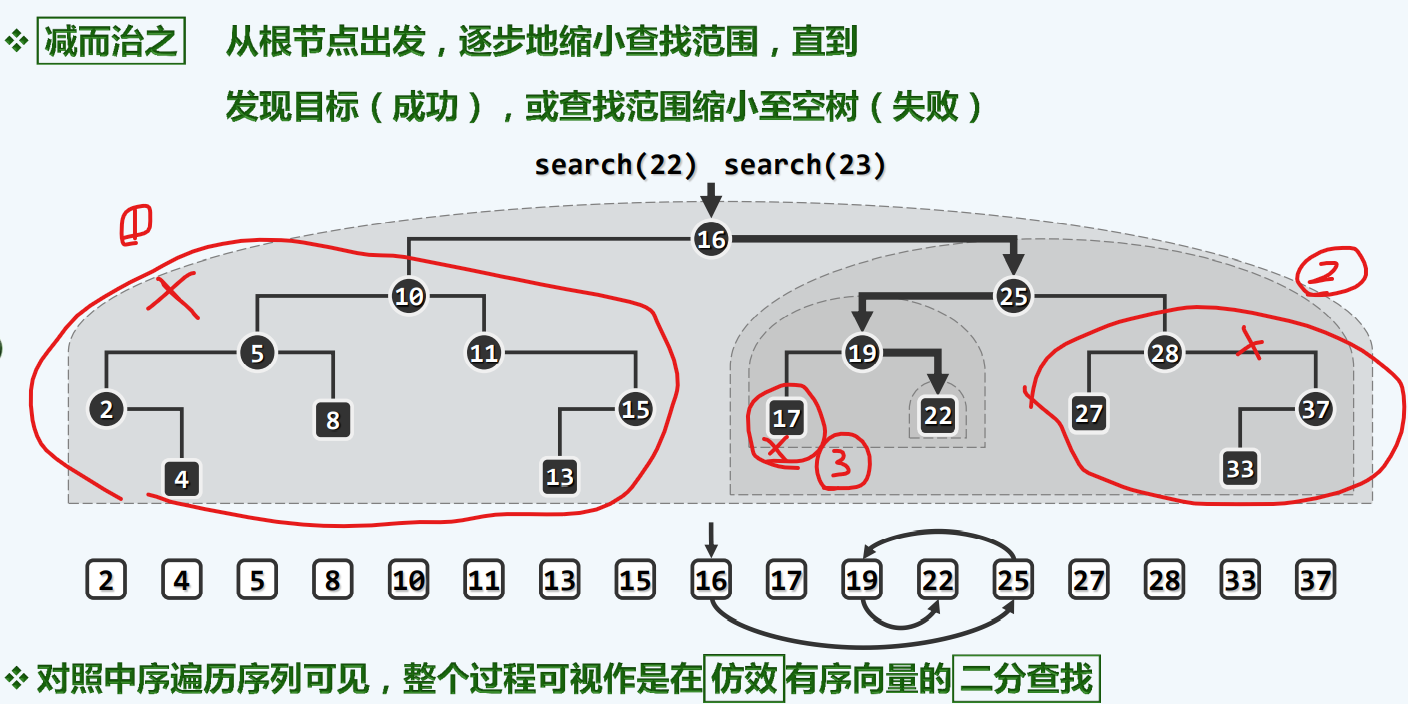 ❖ 减而治之 从根节点出发，逐步地缩小查找范围，直到
发现目标（成功），或查找范围缩小至空树（失败）
search(22) search(23)
①
16
2
10 25
5 11 19 28
2 8 15 17 22 27 37
3
4 13 33
2 4 5 8 10 11 13 15 16 17 19 22 25 27 28 33 37
❖ 对照中序遍历序列可见，整个过程可视作是在仿效有序向量的二分查找